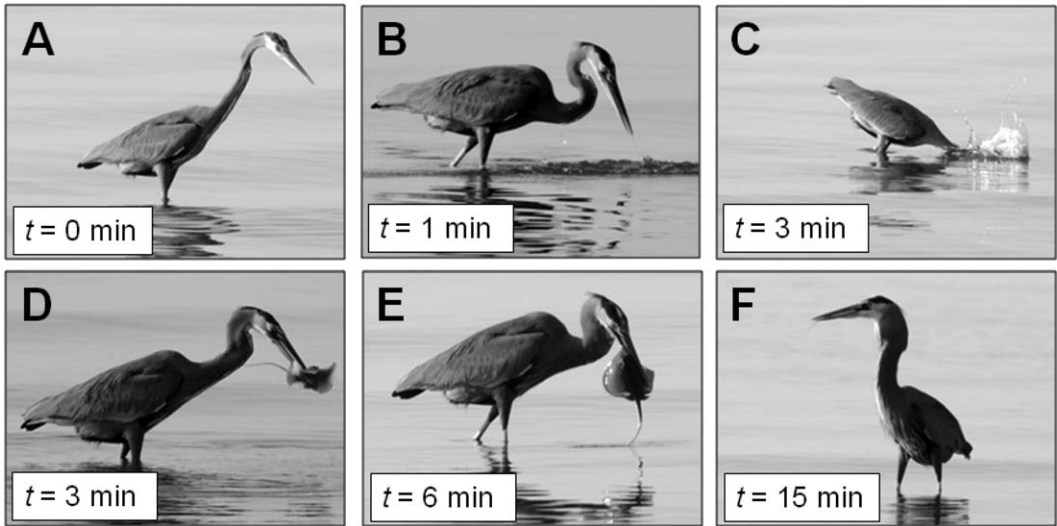 A
t = 0 min
B
t = 1 min
C
t = 3 min
D
t = 3 min
E
t = 6 min
F
t = 15 min